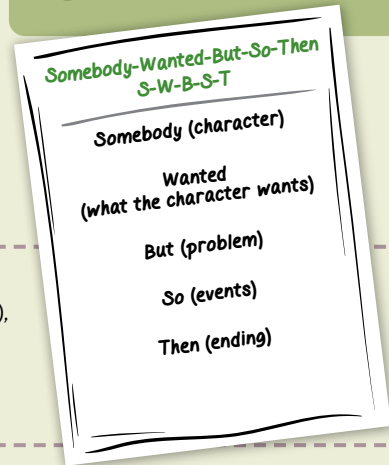 Somebody-Wanted-But-So-Then
S-W-B-S-T
Somebody (character)
Wanted
(what the character wants)
But (problem)
So (events)
Then (ending)
),